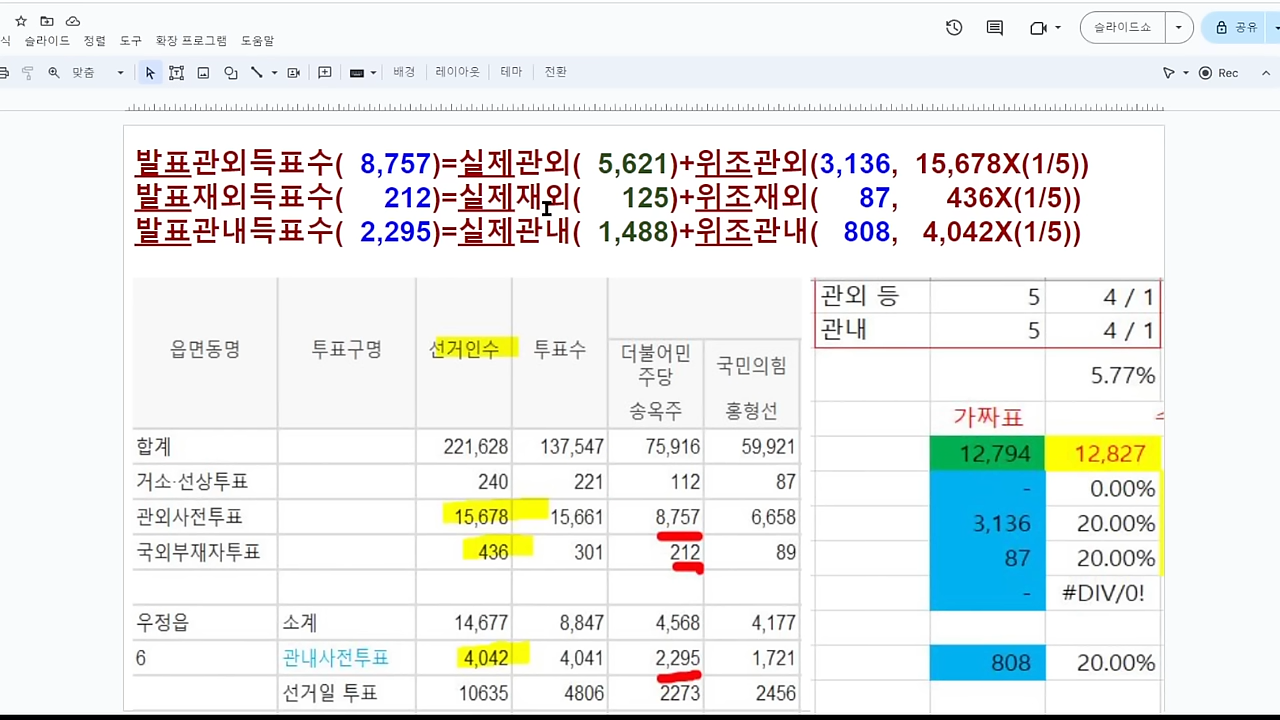 슬라이드쇼
공유
식 슬라이드 정렬 도구 확장 프로그램 도움말
맞춤 배경 레이아웃 테마 전환 Rec
발표관외득표수( 8,757)=실제관외( 5,621)+위조관외(3,136, 15,678X(1/5))
발표재외득표수( 212)=실제재외( 125)+위조재외( 87, 436X(1/5))
발표관내득표수( 2,295)=실제관내( 1,488)+위조관내( 808, 4,042X(1/5))
읍면동명 투표구명 선거인수 투표수 더불어민주당 송옥주 국민의힘 홍형선
합계 221,628 137,547 75,916 59,921
거소·선상투표 240 221 112 87
관외사전투표 15,678 15,661 8,757 6,658
국외부재자투표 436 301 212 89
우정읍 소계 14,677 8,847 4,568 4,177
6 관내사전투표 4,042 4,041 2,295 1,721
선거일 투표 10635 4806 2273 2456
관외 등 5 4 / 1
관내 5 4 / 1
5.77%
가짜표
12,794 12,827
- 0.00%
3,136 20.00%
87 20.00%
- #DIV/0!
808 20.00%